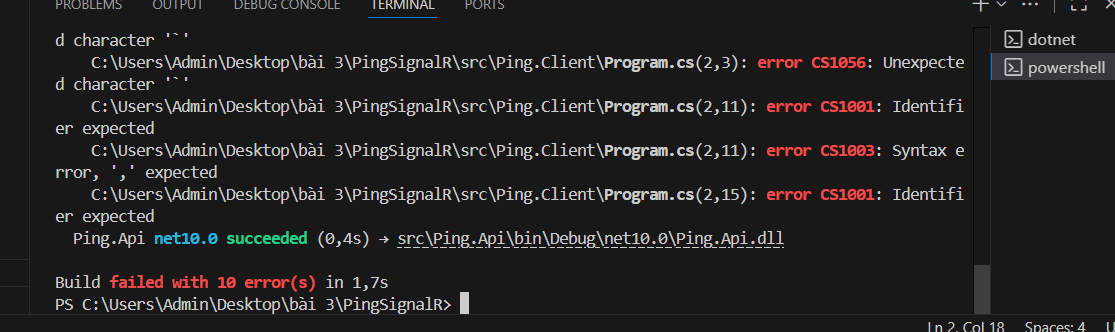 PROBLEMS OUTPUT DEBUG CONSOLE TERMINAL PORTS
d character '`'
C:\Users\Admin\Desktop\bài 3\PingSignalR\src\Ping.Client\Program.cs(2,3): error CS1056: Unexpecte
d character '`'
C:\Users\Admin\Desktop\bài 3\PingSignalR\src\Ping.Client\Program.cs(2,11): error CS1001: Identifi
er expected
C:\Users\Admin\Desktop\bài 3\PingSignalR\src\Ping.Client\Program.cs(2,11): error CS1003: Syntax e
rror, ',' expected
C:\Users\Admin\Desktop\bài 3\PingSignalR\src\Ping.Client\Program.cs(2,15): error CS1001: Identifi
er expected
Ping.Api net10.0 succeeded (0,4s) → src\Ping.Api\bin\Debug\net10.0\Ping.Api.dll
Build failed with 10 error(s) in 1,7s
PS C:\Users\Admin\Desktop\bài 3\PingSignalR>
dotnet
powershell
Ln 2, Col 18 Spaces: 4